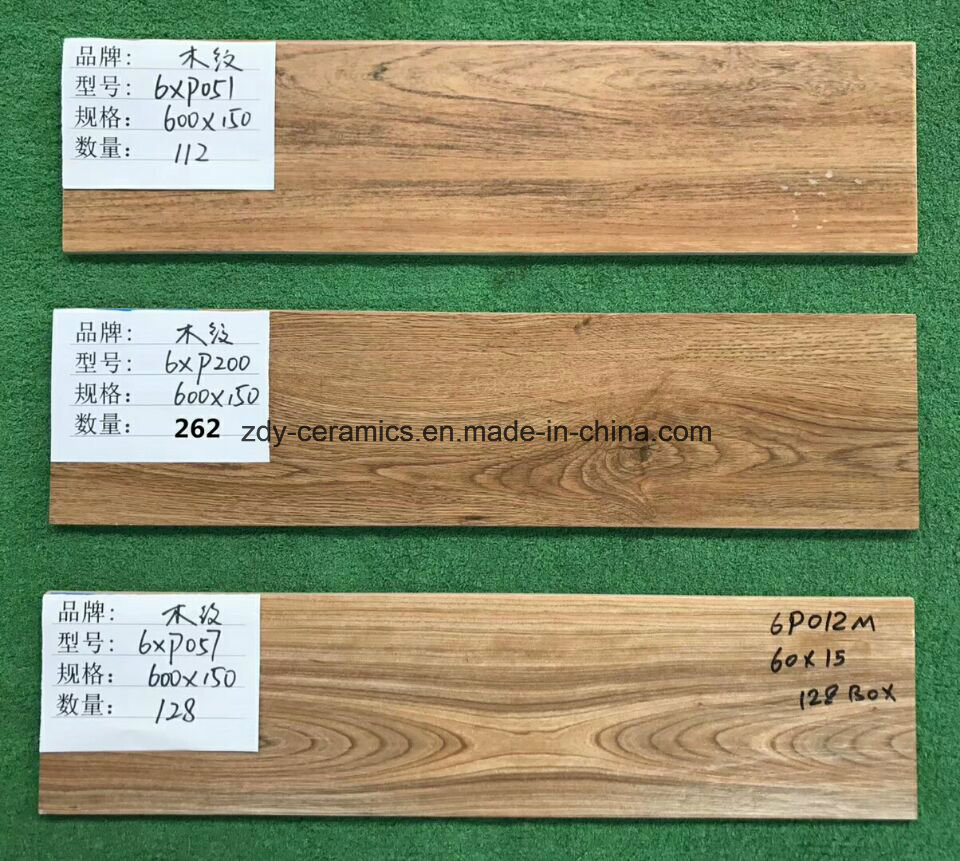 品牌: 木纹
型号: 6XP051
规格: 600X150
数量: 112
品牌: 木纹
型号: 6XP200
规格: 600X150
数量: 262
zdy-ceramics.en.made-in-china.com
品牌: 木纹
型号: 6XP057
规格: 600X150
数量: 128
6P012M
60X15
128 BOX